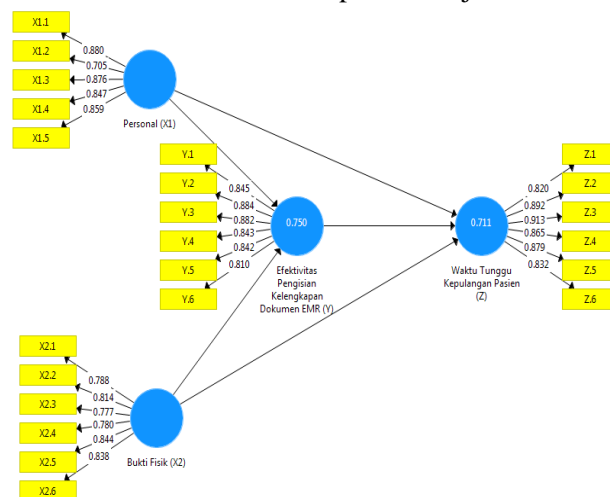 X1.1
X1.2
X1.3
X1.4
X1.5
0.880
0.705
0.876
0.847
0.859
Personal (X1)
Y.1
Y.2
Y.3
Y.4
Y.5
Y.6
0.845
0.884
0.882
0.843
0.842
0.810
0.750
Efektivitas
Pengisian
Kelengkapan
Dokumen EMR (Y)
0.711
Waktu Tunggu
Kepulangan Pasien
(Z)
0.820
0.892
0.913
0.865
0.879
0.832
Z.1
Z.2
Z.3
Z.4
Z.5
Z.6
X2.1
X2.2
X2.3
X2.4
X2.5
X2.6
0.788
0.814
0.777
0.780
0.844
0.838
Bukti Fisik (X2)